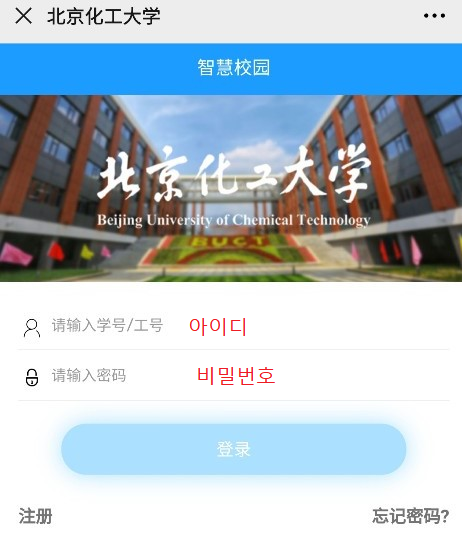 北京化工大学
智慧校园
北京化工大学
Beijing University of Chemical Technology
BUCT
请输入学号/工号 아이디
请输入密码 비밀번호
登录
注册 忘记密码?